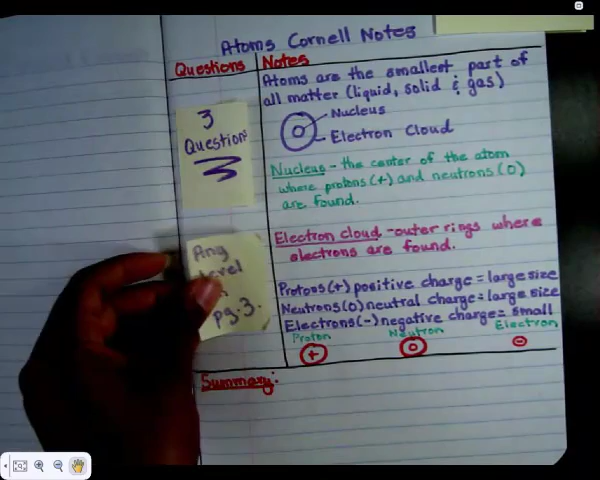 Atoms Cornell Notes
Questions
Notes
Atoms are the smallest part of
all matter (liquid, solid & gas)
Nucleus
Electron Cloud
3
Questions
Nucleus - the center of the atom
where protons (+) and neutrons (0)
are found.
Electron cloud - outer rings where
electrons are found.
Any
level
pg. 3.
Protons (+) positive charge = large size
Neutrons (0) neutral charge = large size
Electrons (-) negative charge = small
Proton
Neutron
Electron
+
0
-
Summary: